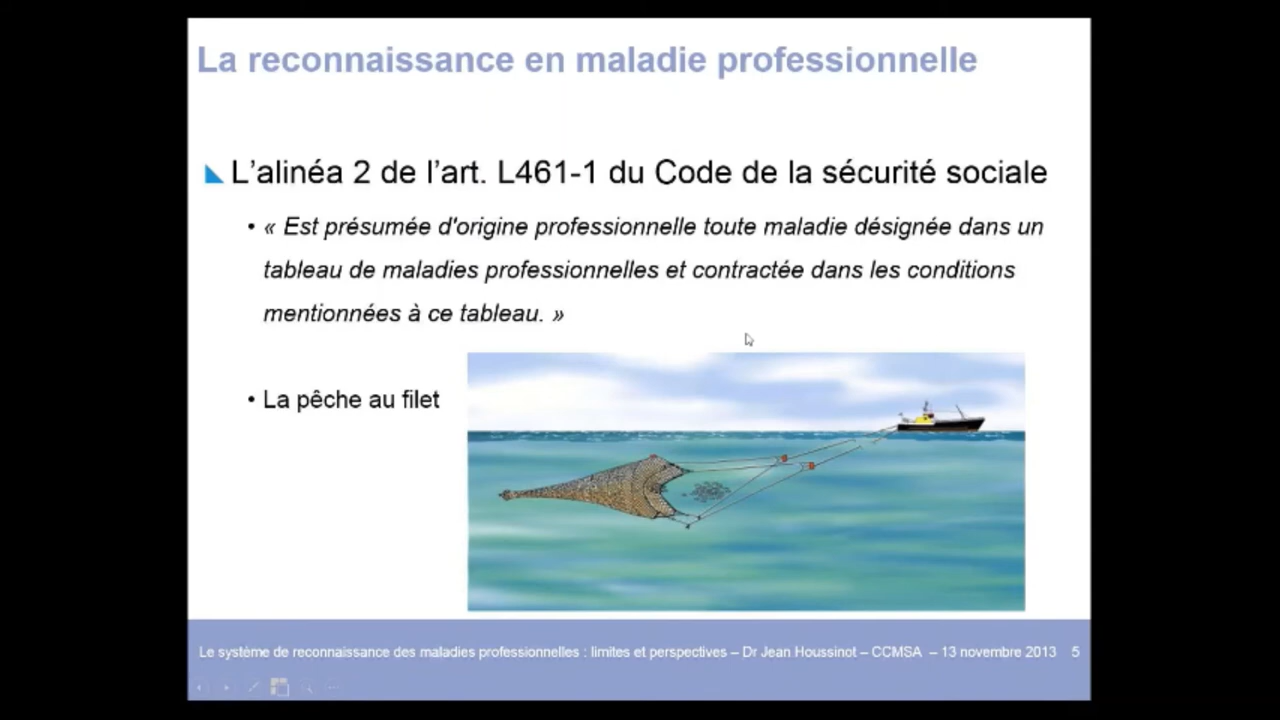 La reconnaissance en maladie professionnelle
L'alinéa 2 de l'art. L461-1 du Code de la sécurité sociale
• « Est présumée d'origine professionnelle toute maladie désignée dans un
tableau de maladies professionnelles et contractée dans les conditions
mentionnées à ce tableau. »
• La pêche au filet
Le système de reconnaissance des maladies professionnelles : limites et perspectives – Dr Jean Houssinot – CCMSA – 13 novembre 2013 5